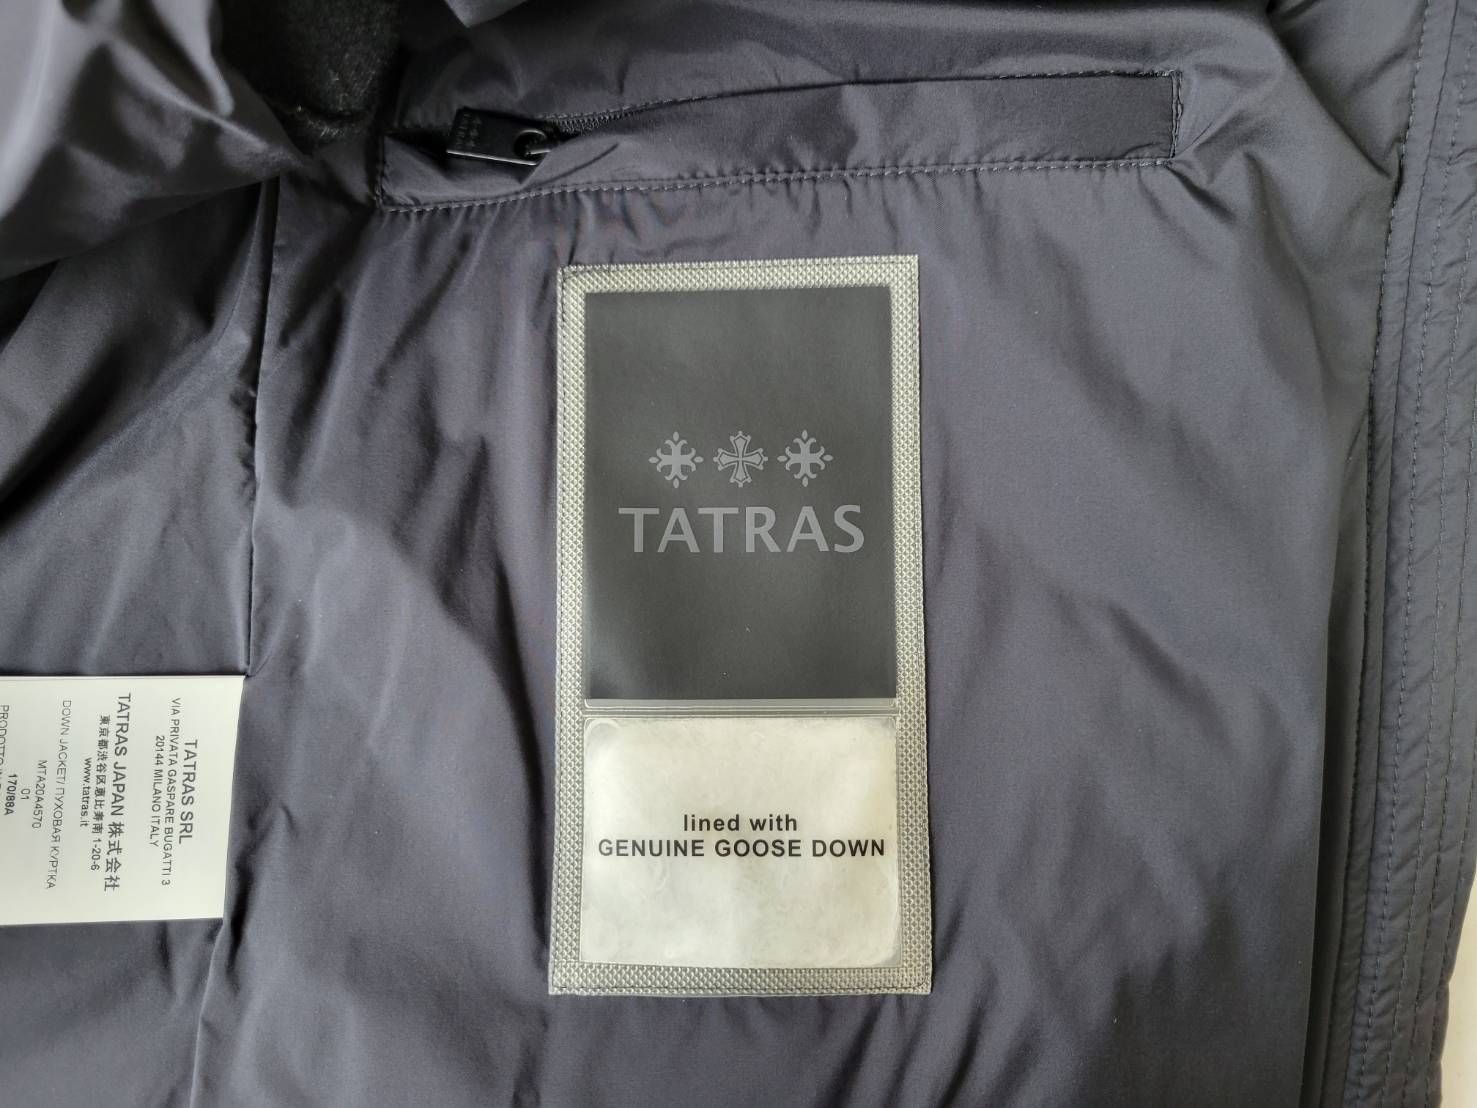 TATRAS
lined with
GENUINE GOOSE DOWN
TATRAS SRL
VIA PRIVATA GASPARE BUGATTI 3
20144 MILANO ITALY
TATRAS JAPAN 株式会社
東京都渋谷区恵比寿南 1-20-6
www.tatras.it
DOWN JACKET/ ПУХОВАЯ КУРТКА
MTA20A4570
01
170/88A